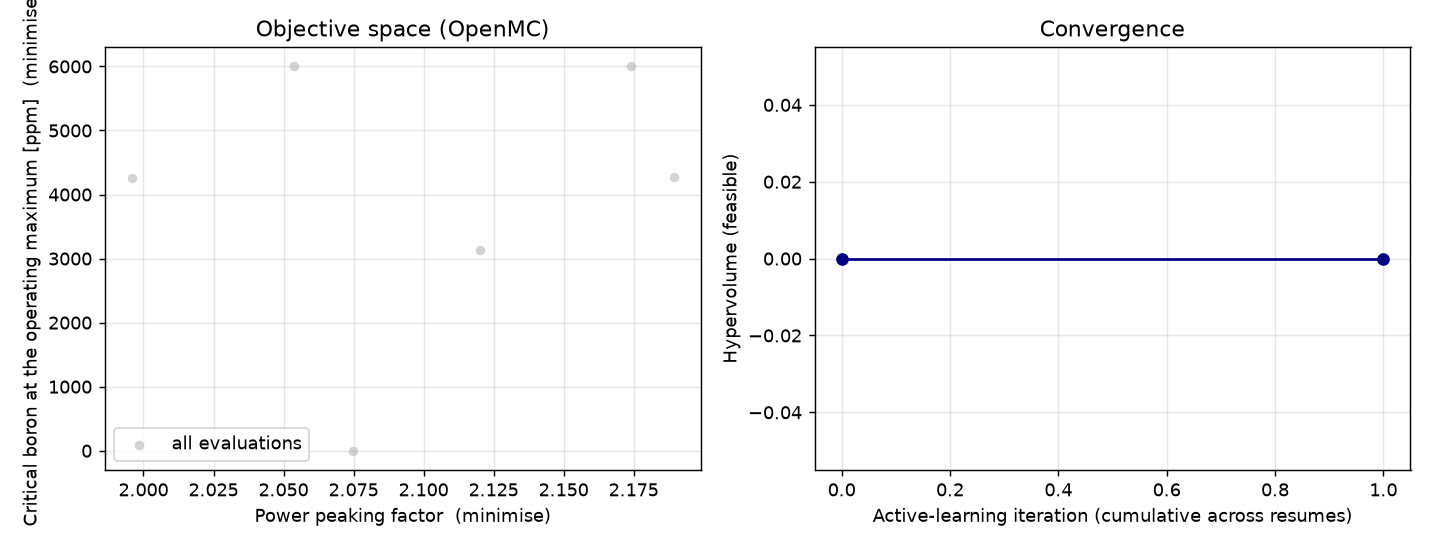 Objective space (OpenMC)
Critical boron at the operating maximum [ppm]  (minimise
6000
5000
4000
3000
2000
1000
0
all evaluations
2.000 2.025 2.050 2.075 2.100 2.125 2.150 2.175
Power peaking factor  (minimise)
Convergence
Hypervolume (feasible)
0.04
0.02
0.00
−0.02
−0.04
0.0 0.2 0.4 0.6 0.8 1.0
Active-learning iteration (cumulative across resumes)